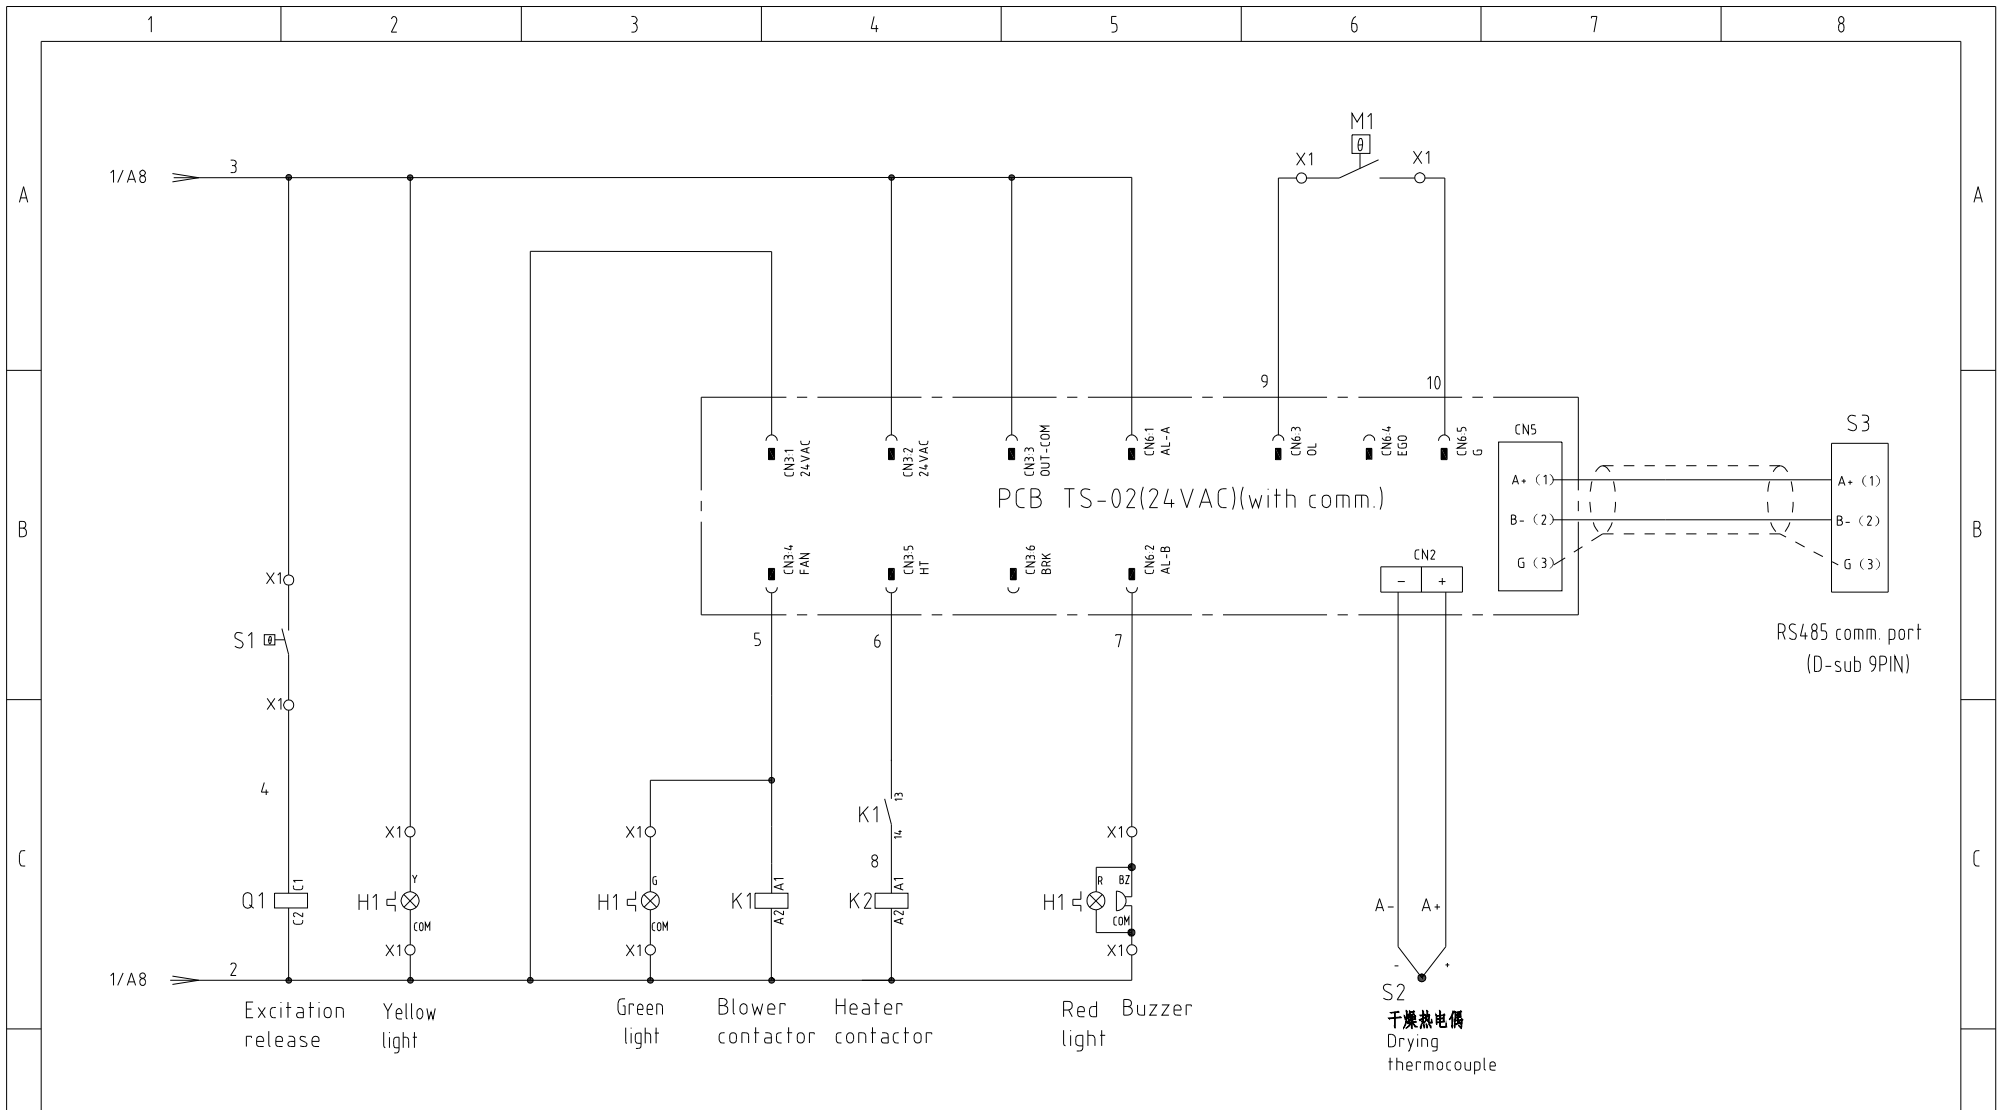 1 2 3 4 5 6 7 8
M1
θ
X1 X1
1/A8 3
A A
9 10
S3
CN5
CN3:1
24VAC
CN3:2
24VAC
CN3:3
OUT-COM
CN6:1
AL-A
CN6:3
OL
CN6:4
EGO
CN6:5
G
A+ (1) A+ (1)
PCB TS-02(24VAC)(with comm.)
B- (2) B- (2)
B B
CN3:4
FAN
CN3:5
HT
CN3:6
BRK
CN6:2
AL-B
CN2
- +
G (3) G (3)
X1
S1 θ
5 6 7
RS485 comm. port
(D-sub 9PIN)
X1
4
K1 13
14
X1 X1 X1
8
C C
Q1 C1
C2
H1 Y
COM
H1 G
COM
K1 A1
A2
K2 A1
A2
H1 R BZ
COM
A- A+
X1 X1 X1
- +
1/A8 2
S2
Excitation
release
Yellow
light
Green
light
Blower
contactor
Heater
contactor
Red
light
Buzzer
干燥热电偶
Drying
thermocouple